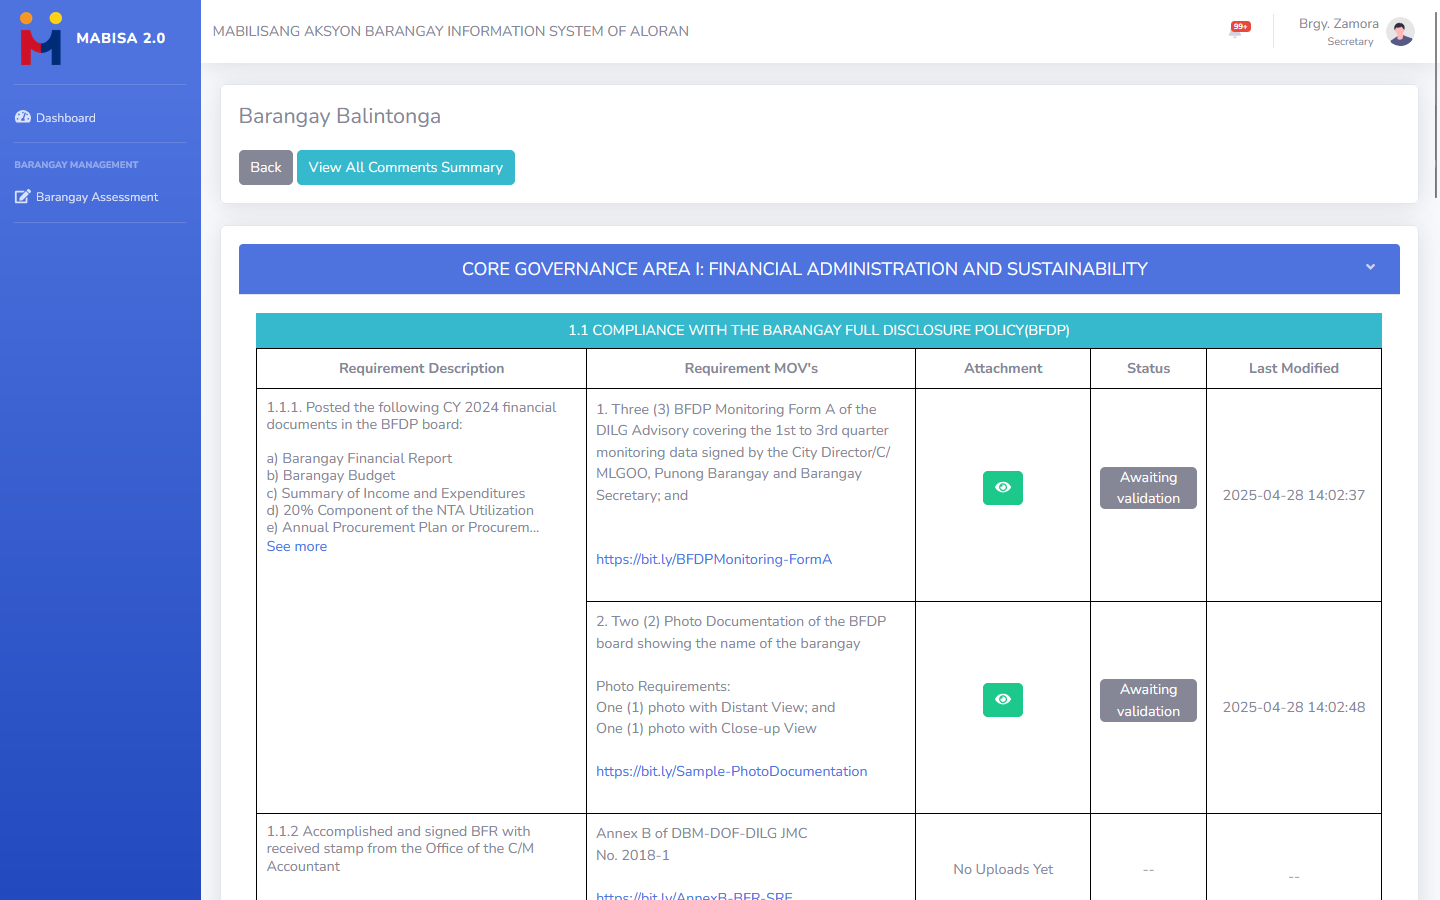 MABISA 2.0
Dashboard
BARANGAY MANAGEMENT
Barangay Assessment
MABILISANG AKSYON BARANGAY INFORMATION SYSTEM OF ALORAN
99+
Brgy. Zamora
Secretary
Barangay Balintonga
Back
View All Comments Summary
CORE GOVERNANCE AREA I: FINANCIAL ADMINISTRATION AND SUSTAINABILITY
1.1 COMPLIANCE WITH THE BARANGAY FULL DISCLOSURE POLICY(BFDP)
Requirement Description
Requirement MOV's
Attachment
Status
Last Modified
1.1.1. Posted the following CY 2024 financial
documents in the BFDP board:
a) Barangay Financial Report
b) Barangay Budget
c) Summary of Income and Expenditures
d) 20% Component of the NTA Utilization
e) Annual Procurement Plan or Procurem...
See more
1. Three (3) BFDP Monitoring Form A of the
DILG Advisory covering the 1st to 3rd quarter
monitoring data signed by the City Director/C/
MLGOO, Punong Barangay and Barangay
Secretary; and
https://bit.ly/BFDPMonitoring-FormA
Awaiting
validation
2025-04-28 14:02:37
2. Two (2) Photo Documentation of the BFDP
board showing the name of the barangay
Photo Requirements:
One (1) photo with Distant View; and
One (1) photo with Close-up View
https://bit.ly/Sample-PhotoDocumentation
Awaiting
validation
2025-04-28 14:02:48
1.1.2 Accomplished and signed BFR with
received stamp from the Office of the C/M
Accountant
Annex B of DBM-DOF-DILG JMC
No. 2018-1
https://bit.ly/AnnexB-BFR-SRE
No Uploads Yet
--
--